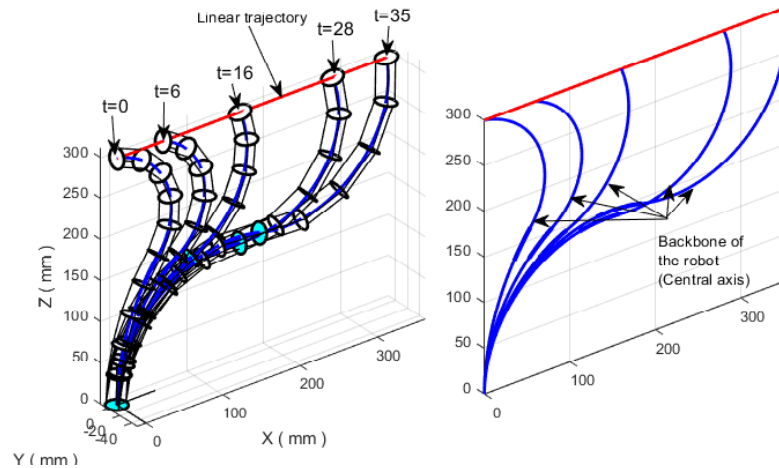 Linear trajectory
t=35
t=28
t=16
t=6
t=0
300
250
200
150
100
50
0
Z ( mm )
0
-20
-40
Y ( mm )
0
100
200
300
X ( mm )
300
200
100
50
0
0
100
200
300
Backbone of
the robot
(Central axis)